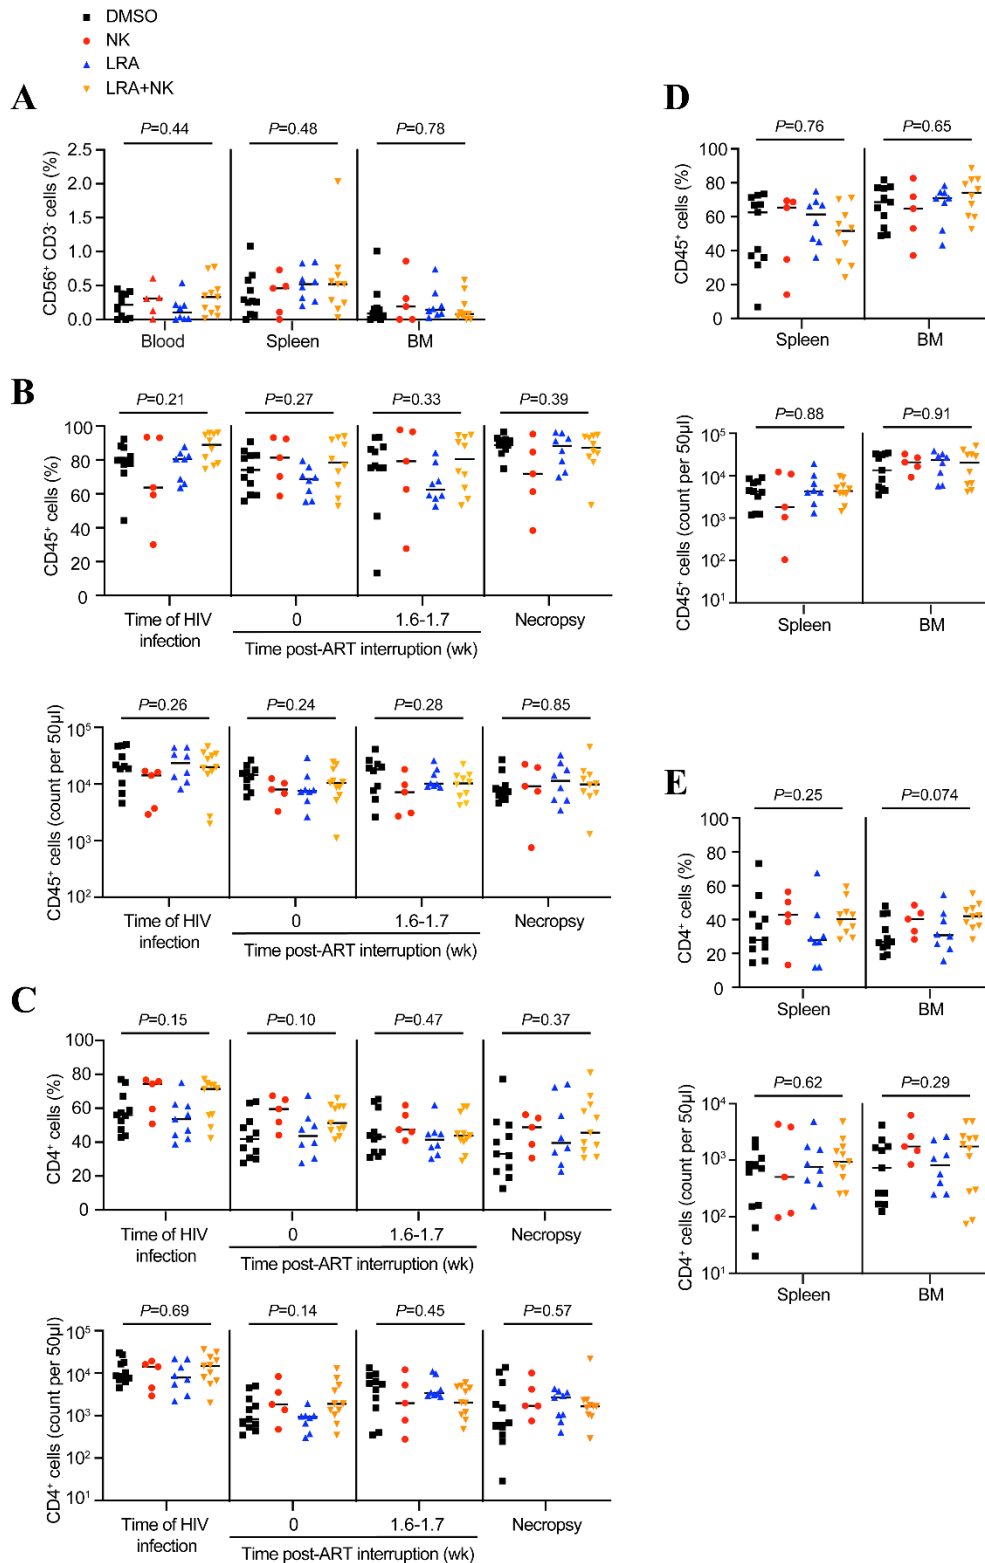 DMSO
NK
LRA
LRA+NK
A
P=0.44
P=0.48
P=0.78
CD56⁺ CD3⁻ cells (%)
2.5
2.0
1.5
1.0
0.5
0.0
Blood
Spleen
BM
B
P=0.21
P=0.27
P=0.33
P=0.39
CD45⁺ cells (%)
100
80
60
40
20
0
Time of HIV infection
0
1.6-1.7
Necropsy
Time post-ART interruption (wk)
P=0.26
P=0.24
P=0.28
P=0.85
CD45⁺ cells (count per 50μl)
10⁵
10⁴
10³
10²
Time of HIV infection
0
1.6-1.7
Necropsy
Time post-ART interruption (wk)
C
P=0.15
P=0.10
P=0.47
P=0.37
CD4⁺ cells (%)
100
80
60
40
20
0
Time of HIV infection
0
1.6-1.7
Necropsy
Time post-ART interruption (wk)
P=0.69
P=0.14
P=0.45
P=0.57
CD4⁺ cells (count per 50μl)
10⁵
10⁴
10³
10²
10¹
Time of HIV infection
0
1.6-1.7
Necropsy
Time post-ART interruption (wk)
D
P=0.76
P=0.65
CD45⁺ cells (%)
100
80
60
40
20
0
Spleen
BM
P=0.88
P=0.91
CD45⁺ cells (count per 50μl)
10⁵
10⁴
10³
10²
10¹
Spleen
BM
E
P=0.25
P=0.074
CD4⁺ cells (%)
100
80
60
40
20
0
Spleen
BM
P=0.62
P=0.29
CD4⁺ cells (count per 50μl)
10⁴
10³
10²
10¹
Spleen
BM